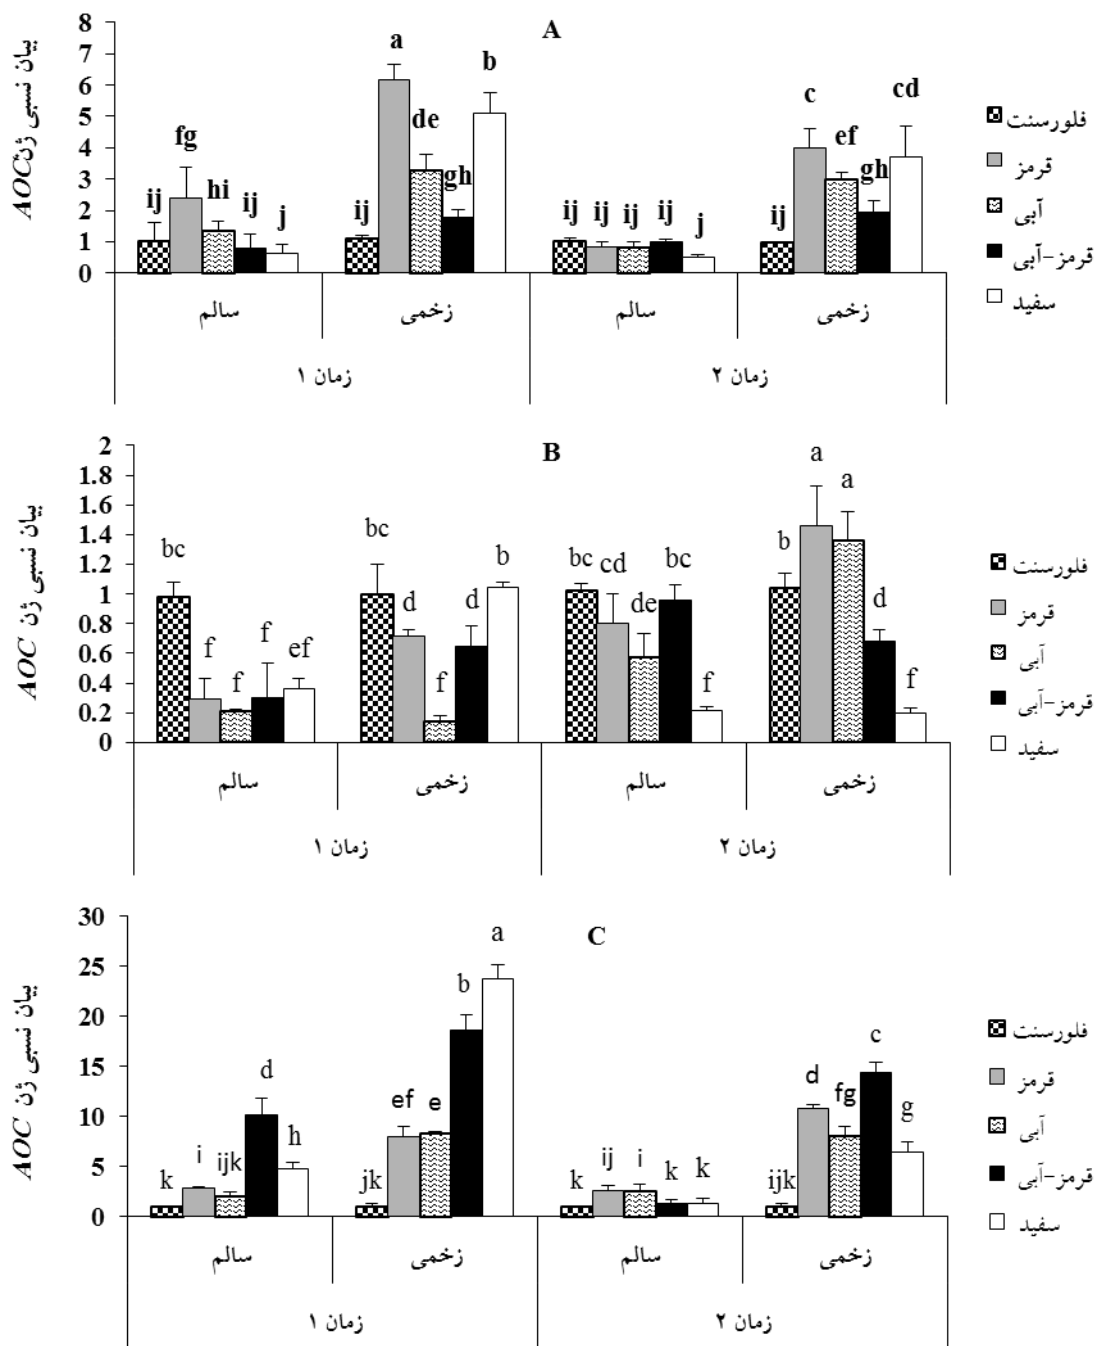 A
بیان نسبی ژن AOC
8
7
6
5
4
3
2
1
0
ij
fg
hi
ij
j
ij
a
de
gh
b
ij
ij
ij
ij
j
ij
c
ef
gh
cd
سالم
زخمی
سالم
زخمی
زمان ۱
زمان ۲
فلورسنت
قرمز
آبی
قرمز-آبی
سفید
B
بیان نسبی ژن AOC
2
1.8
1.6
1.4
1.2
1
0.8
0.6
0.4
0.2
0
bc
f
f
f
ef
bc
d
f
d
b
bc
cd
de
bc
f
b
a
a
d
f
سالم
زخمی
سالم
زخمی
زمان ۱
زمان ۲
فلورسنت
قرمز
آبی
قرمز-آبی
سفید
C
بیان نسبی ژن AOC
30
25
20
15
10
5
0
k
i
ijk
d
h
jk
ef
e
b
a
k
ij
i
k
k
ijk
d
fg
c
g
سالم
زخمی
سالم
زخمی
زمان ۱
زمان ۲
فلورسنت
قرمز
آبی
قرمز-آبی
سفید